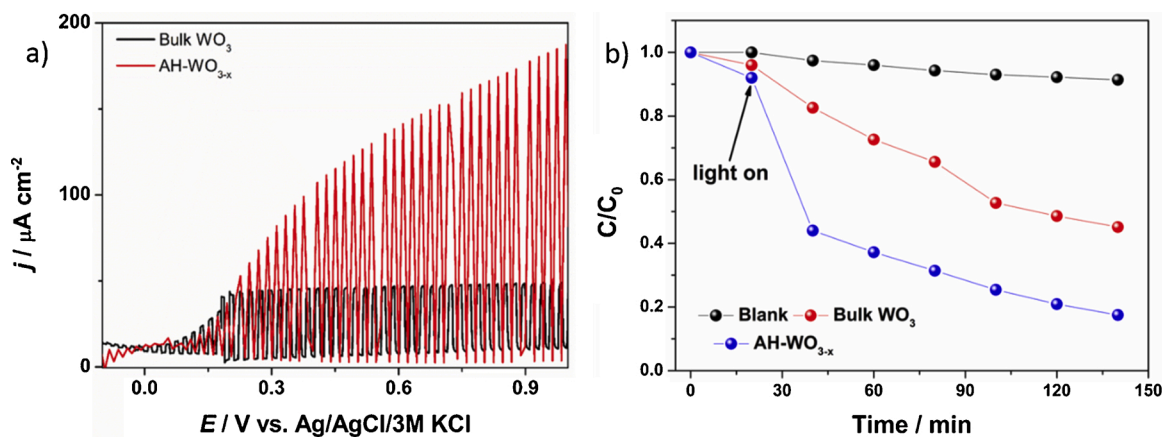 a)
Bulk WO3
AH-WO3-x
200
100
0
j / μA cm-2
0.0 0.3 0.6 0.9
E / V vs. Ag/AgCl/3M KCl
b)
1.0
0.8
0.6
0.4
0.2
0.0
C/C0
light on
Blank Bulk WO3
AH-WO3-x
0 30 60 90 120 150
Time / min